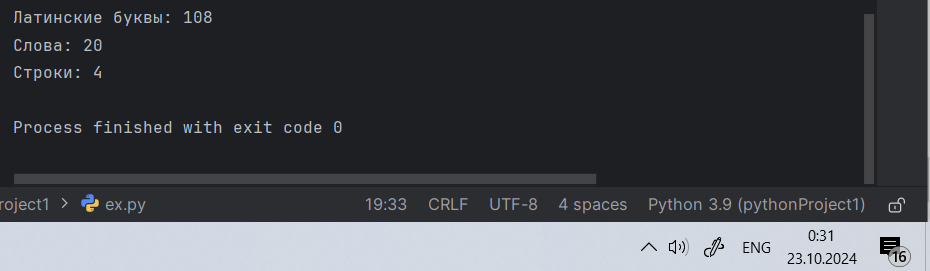 Латинские буквы: 108
Слова: 20
Строки: 4
Process finished with exit code 0
roject1 > ex.py 19:33 CRLF UTF-8 4 spaces Python 3.9 (pythonProject1)
ENG 0:31
23.10.2024 16